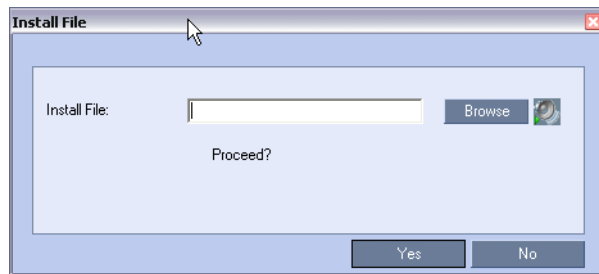 Install File
Install File:
Browse
Proceed?
Yes
No